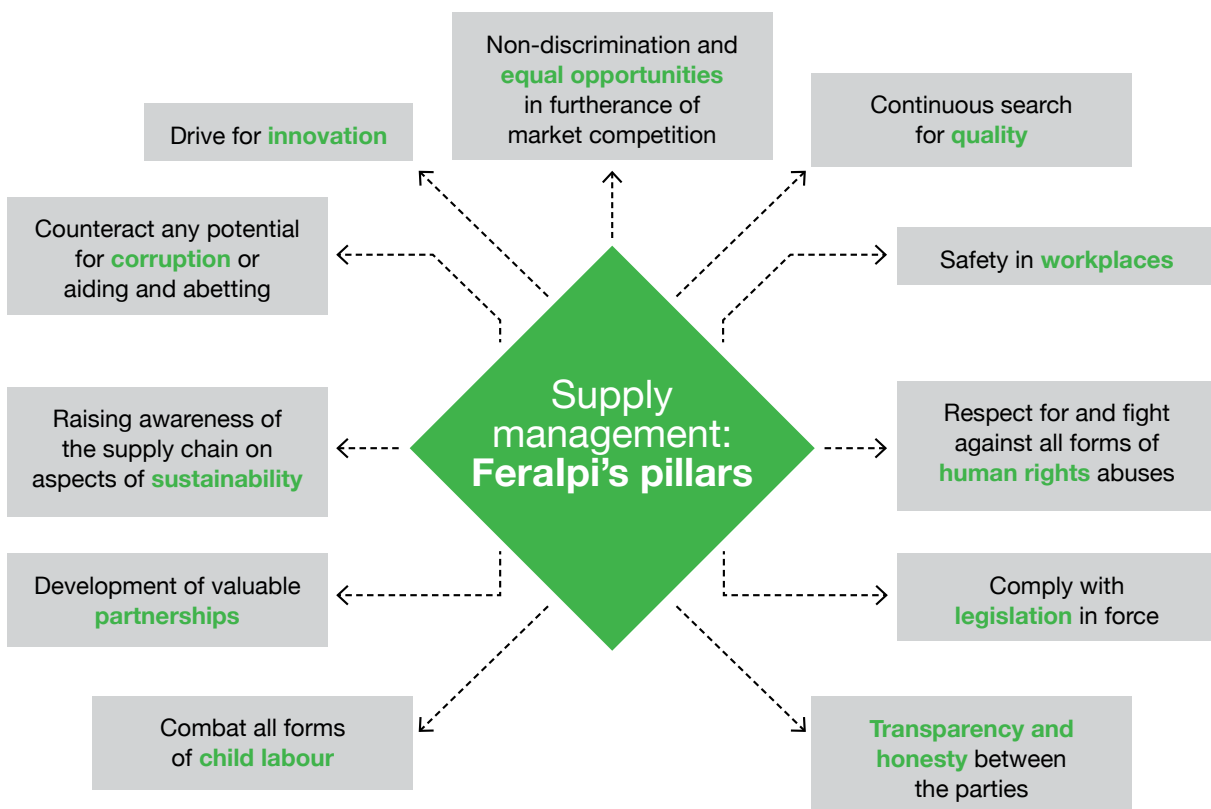 Non-discrimination and
equal opportunities
in furtherance of
market competition
Drive for innovation
Continuous search
for quality
Counteract any potential
for corruption or
aiding and abetting
Safety in workplaces
Supply
management:
Feralpi's pillars
Raising awareness of
the supply chain on
aspects of sustainability
Respect for and fight
against all forms of
human rights abuses
Development of valuable
partnerships
Comply with
legislation in force
Combat all forms
of child labour
Transparency and
honesty between
the parties